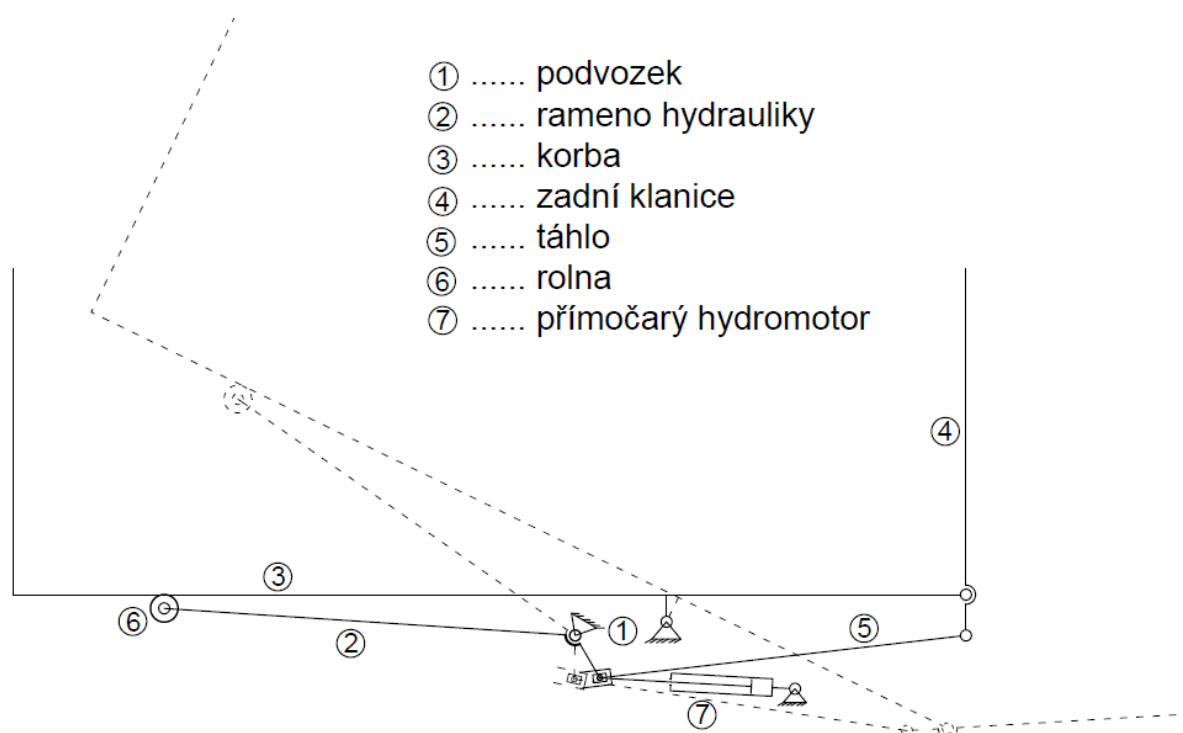 ① ...... podvozek
② ...... rameno hydrauliky
③ ...... korba
④ ...... zadní klanice
⑤ ...... táhlo
⑥ ...... rolna
⑦ ...... přímočarý hydromotor
④
③
⑥
②
①
⑤
⑦